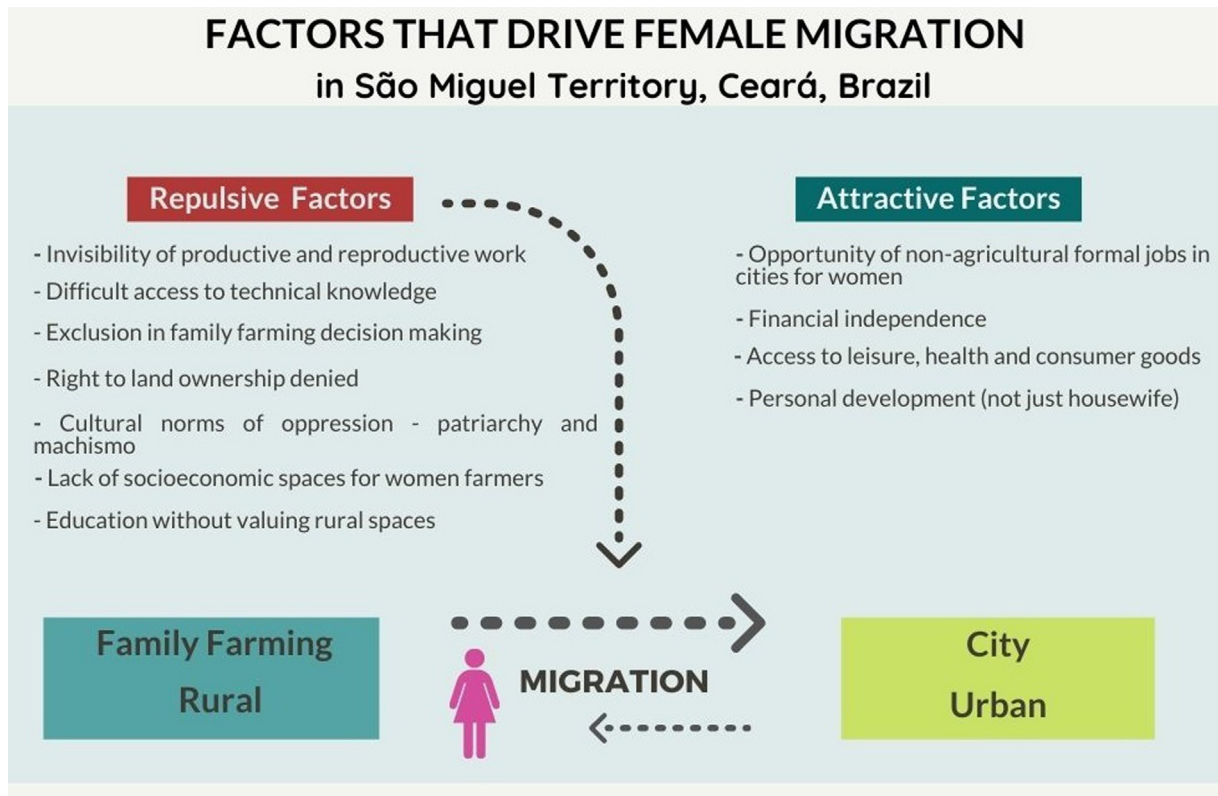 FACTORS THAT DRIVE FEMALE MIGRATION
in São Miguel Territory, Ceará, Brazil
Repulsive Factors
- Invisibility of productive and reproductive work
- Difficult access to technical knowledge
- Exclusion in family farming decision making
- Right to land ownership denied
- Cultural norms of oppression - patriarchy and
machismo
- Lack of socioeconomic spaces for women farmers
- Education without valuing rural spaces
Attractive Factors
- Opportunity of non-agricultural formal jobs in
cities for women
- Financial independence
- Access to leisure, health and consumer goods
- Personal development (not just housewife)
Family Farming
Rural
MIGRATION
City
Urban